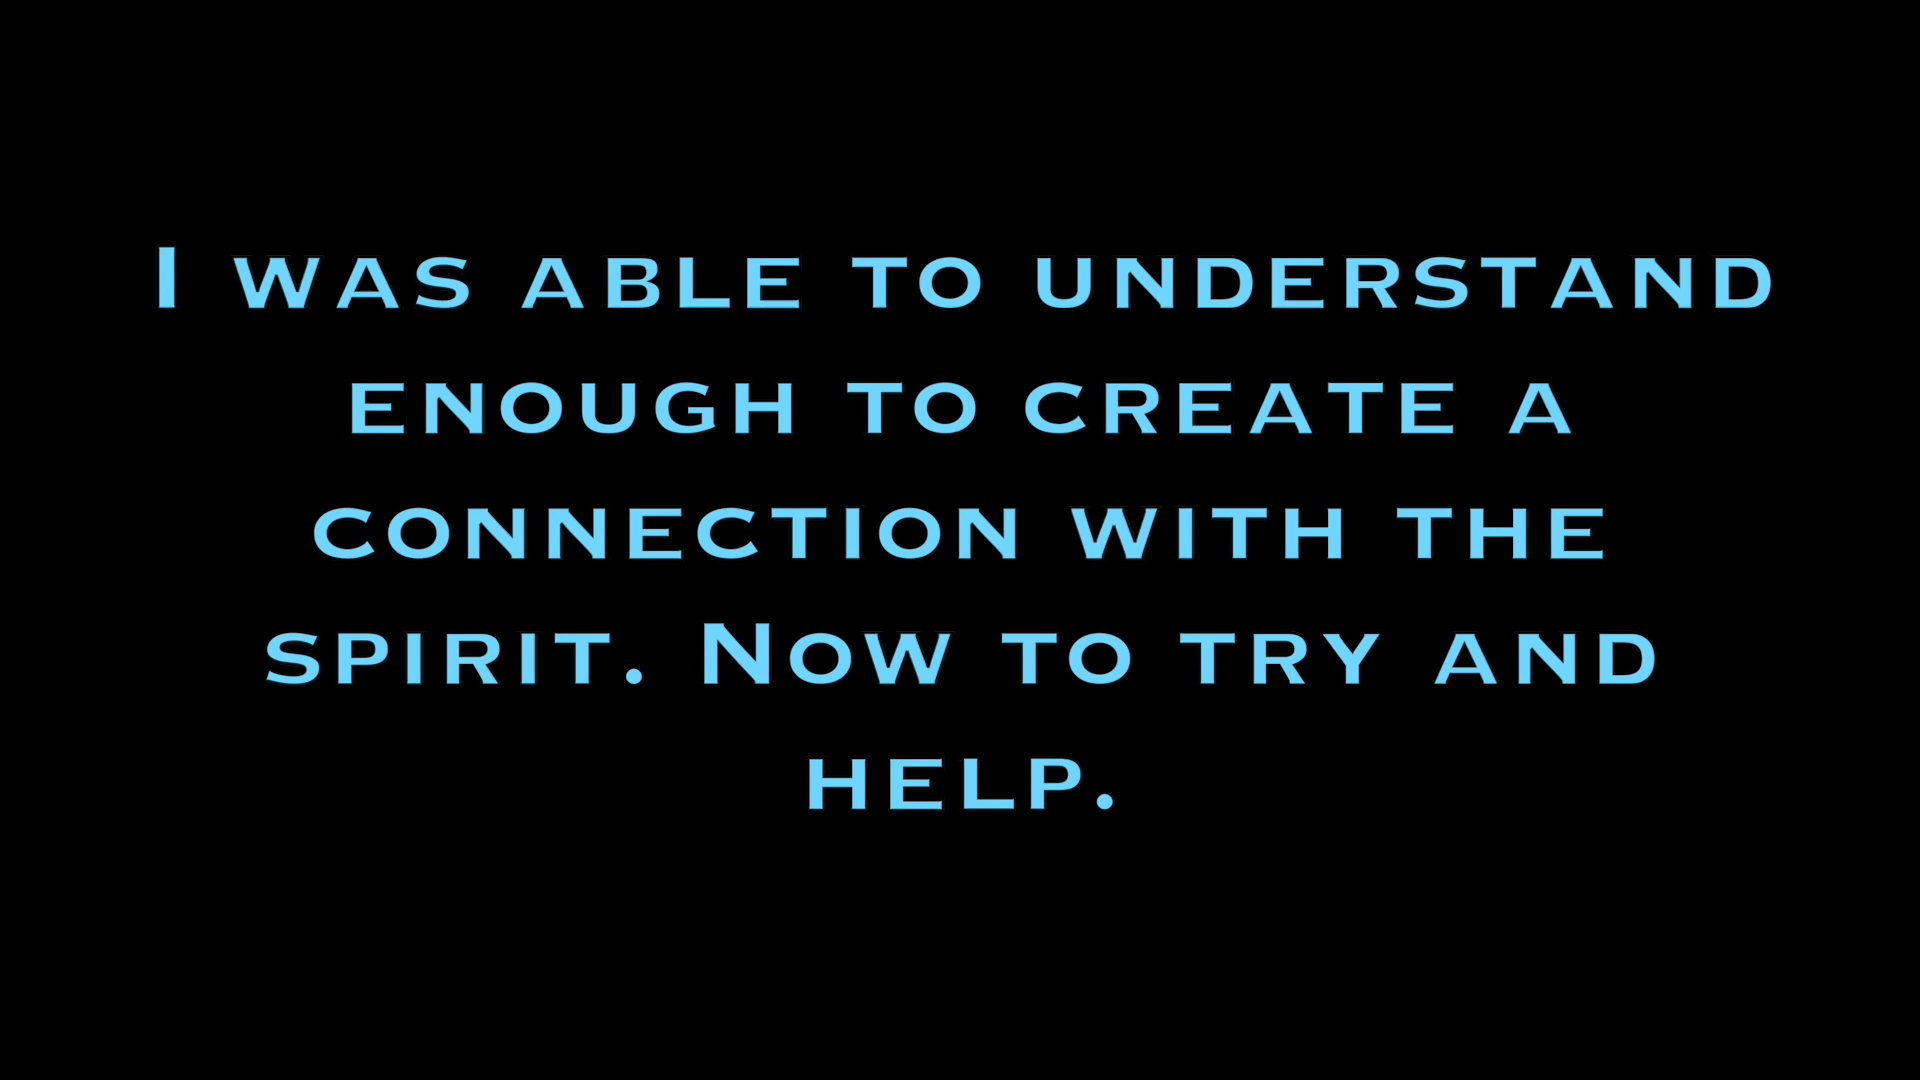 I was able to understand
enough to create a
connection with the
spirit. Now to try and
help.